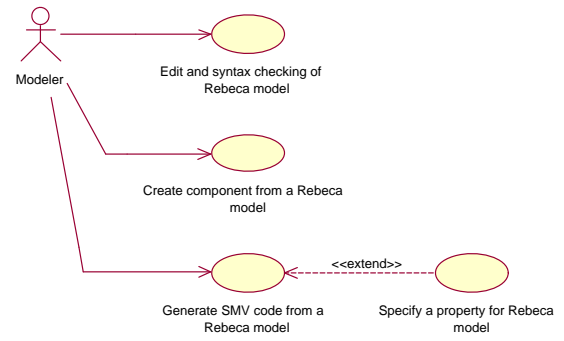 Edit and syntax checking of
Rebeca model
Modeler
Create component from a Rebeca
model
<<extend>>
Generate SMV code from a
Rebeca model
Specify a property for Rebeca
model